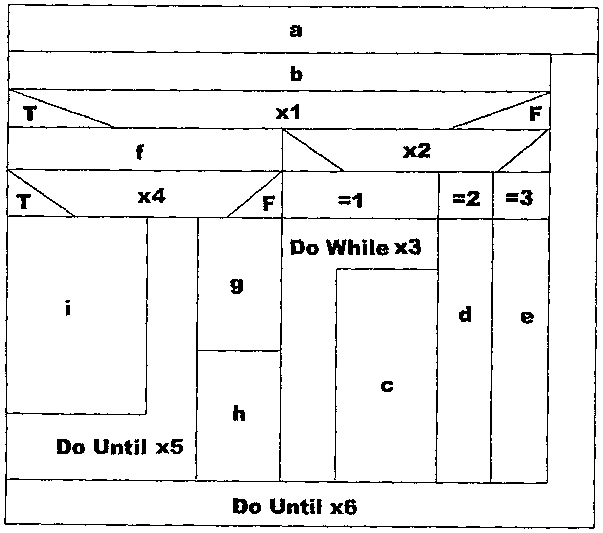 a
b
T x1 F
f x2
T x4 F =1 =2 =3
Do While x3
i g d e
c
h
Do Until x5
Do Until x6